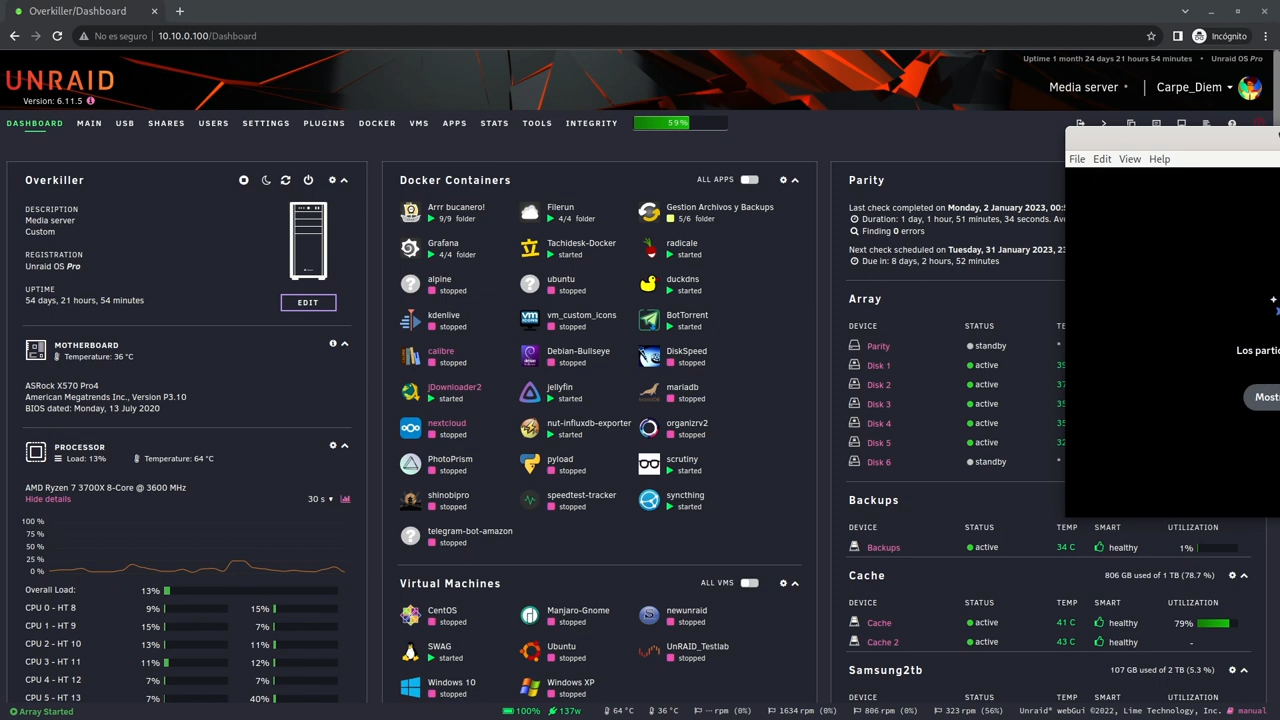 Overkiller/Dashboard
No es seguro | 10.10.0.100/Dashboard
Incógnito
UNRAID
Version: 6.11.5
Uptime 1 month 24 days 21 hours 54 minutes • Unraid OS Pro
Media server •
Carpe_Diem
DASHBOARD MAIN USB SHARES USERS SETTINGS PLUGINS DOCKER VMS APPS STATS TOOLS INTEGRITY 59%
Overkiller
DESCRIPTION
Media server
Custom
REGISTRATION
Unraid OS Pro
UPTIME
54 days, 21 hours, 54 minutes
EDIT
MOTHERBOARD
Temperature: 36 °C
ASRock X570 Pro4
American Megatrends Inc., Version P3.10
BIOS dated: Monday, 13 July 2020
PROCESSOR
Load: 13% Temperature: 64 °C
AMD Ryzen 7 3700X 8-Core @ 3600 MHz
Hide details
30 s
100 %
75 %
50 %
25 %
0 %
Overall Load: 13%
CPU 0 - HT 8 9% 15%
CPU 1 - HT 9 15% 7%
CPU 2 - HT 10 13% 11%
CPU 3 - HT 11 11% 12%
CPU 4 - HT 12 7% 7%
CPU 5 - HT 13 7% 40%
Docker Containers
ALL APPS
Arrr bucanero!
9/9 folder
Filerun
4/4 folder
Gestion Archivos y Backups
5/6 folder
Grafana
4/4 folder
Tachidesk-Docker
started
radicale
started
alpine
stopped
ubuntu
stopped
duckdns
started
kdenlive
stopped
vm_custom_icons
stopped
BotTorrent
started
calibre
stopped
Debian-Bullseye
stopped
DiskSpeed
stopped
jDownloader2
started
jellyfin
started
mariadb
stopped
nextcloud
stopped
nut-influxdb-exporter
started
organizrv2
stopped
PhotoPrism
stopped
pyload
stopped
scrutiny
started
shinobipro
stopped
speedtest-tracker
stopped
syncthing
started
telegram-bot-amazon
stopped
Virtual Machines
ALL VMS
CentOS
stopped
Manjaro-Gnome
stopped
newunraid
stopped
SWAG
started
Ubuntu
stopped
UnRAID_Testlab
stopped
Windows 10
Windows XP
stopped
Parity
Last check completed on Monday, 2 January 2023, 00:5
Duration: 1 day, 1 hour, 51 minutes, 34 seconds. Ave
Finding 0 errors
Next check scheduled on Tuesday, 31 January 2023, 23
Due in: 8 days, 2 hours, 52 minutes
Array
DEVICE STATUS TE
Parity standby *
Disk 1 active 39
Disk 2 active 37
Disk 3 active 35
Disk 4 active 35
Disk 5 active 32
Disk 6 standby *
Backups
DEVICE STATUS TEMP SMART UTILIZATION
Backups active 34 C healthy 1%
Cache
806 GB used of 1 TB (78.7 %)
DEVICE STATUS TEMP SMART UTILIZATION
Cache active 41 C healthy 79%
Cache 2 active 43 C healthy -
Samsung2tb
107 GB used of 2 TB (5.3 %)
DEVICE STATUS TEMP SMART UTILIZATION
File Edit View Help
Los partic
Mostr
Array Started
100% 137w 64 °C 36 °C --- rpm (0%) 1634 rpm (0%) 806 rpm (0%) 323 rpm (56%) Unraid® webGui ©2022, Lime Technology, Inc. manual